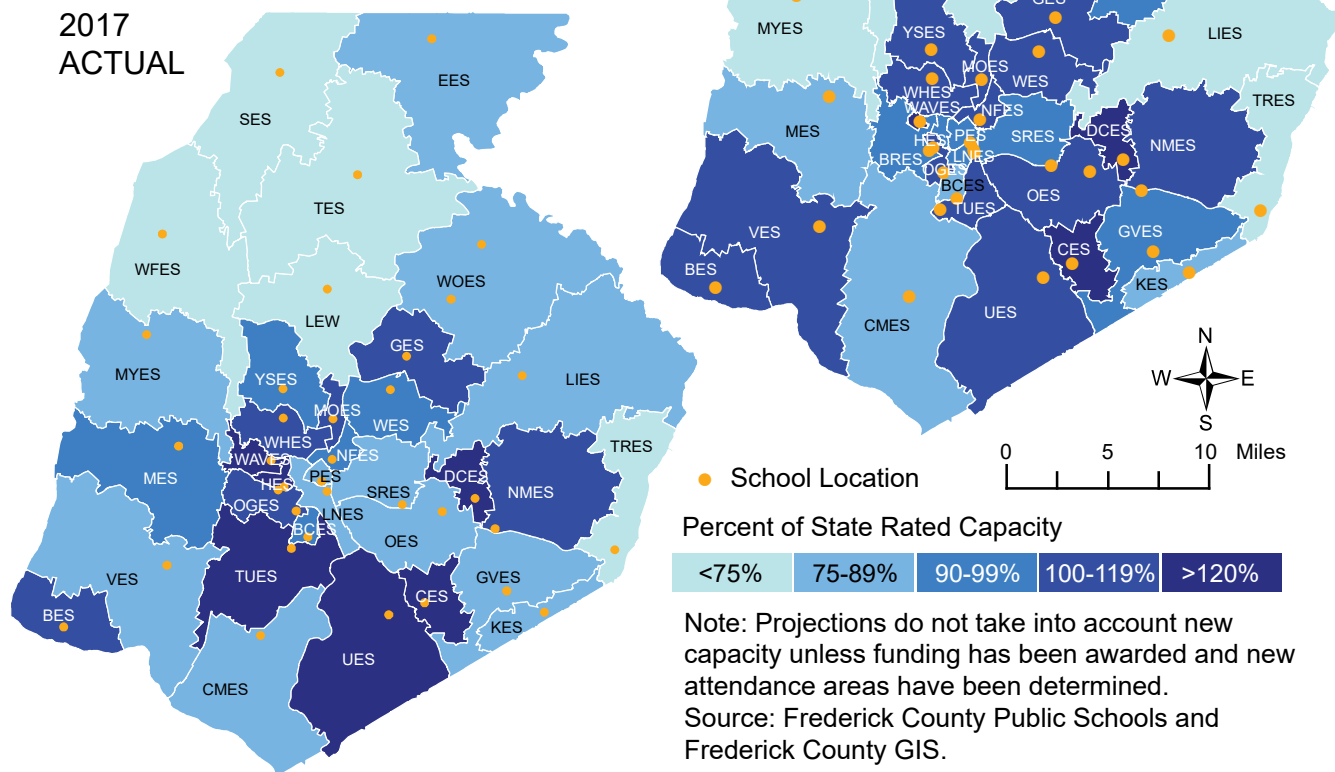 2017
ACTUAL
SES
EES
TES
WFES
WOES
LEW
GES
MYES
YSES
LIES
MOES
WES
WHES
TRES
WAVES
NFES
MES
PES
DCES
HES
SRES
NMES
OGES
LNES
BCES
OES
VES
TUES
GVES
CES
BES
KES
UES
CMES
GES
MYES
LIES
YSES
MOES
WES
WHES
TRES
WAVES
NFES
MES
PES
SRES
DCES
HES
NMES
BRES
LNES
OGES
BCES
OES
TUES
VES
GVES
CES
BES
KES
UES
CMES
N
W E
S
0 5 10 Miles
School Location
Percent of State Rated Capacity
<75% 75-89% 90-99% 100-119% >120%
Note: Projections do not take into account new
capacity unless funding has been awarded and new
attendance areas have been determined.
Source: Frederick County Public Schools and
Frederick County GIS.